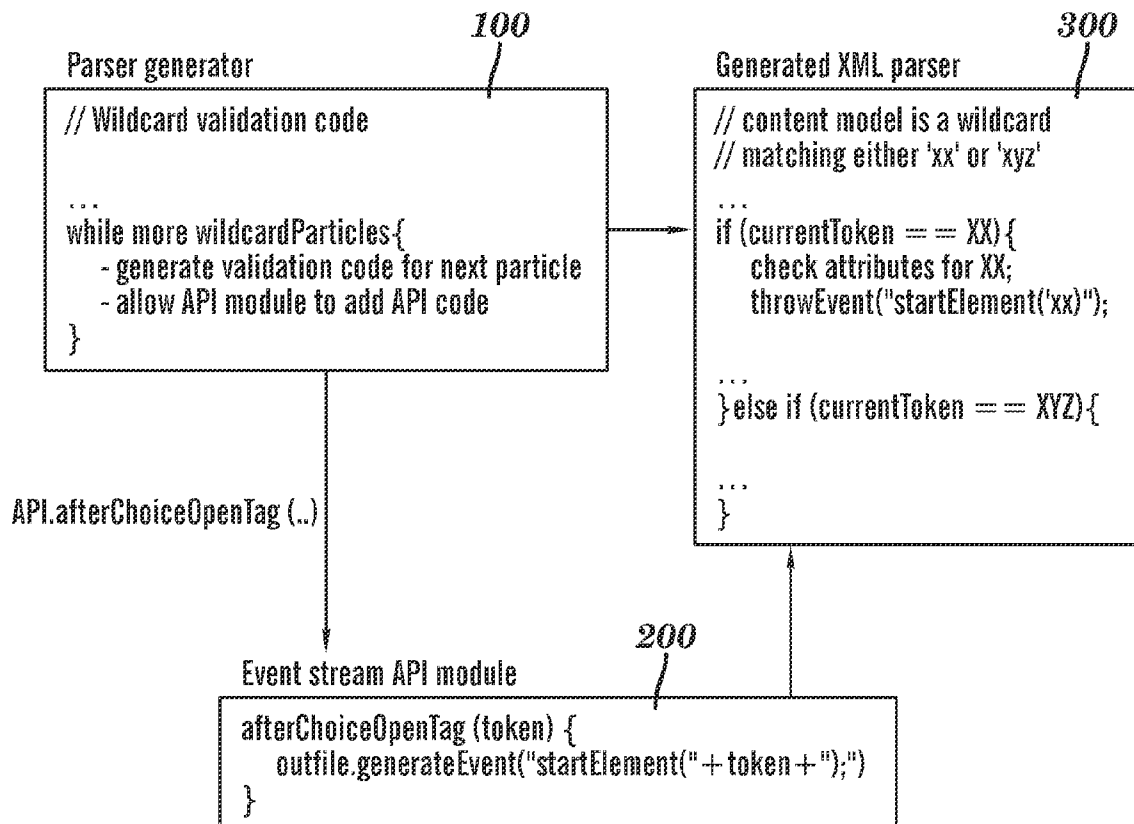 100
Parser generator
// Wildcard validation code
...
while more wildcardParticles{
- generate validation code for next particle
- allow API module to add API code
}
300
Generated XML parser
// content model is a wildcard
// matching either 'xx' or 'xyz'
...
if (currentToken == XX){
check attributes for XX;
throwEvent("startElement('xx)");
...
}else if (currentToken == XYZ){
...
}
API.afterChoiceOpenTag (..)
200
Event stream API module
afterChoiceOpenTag (token) {
outfile.generateEvent("startElement("+token+");")
}